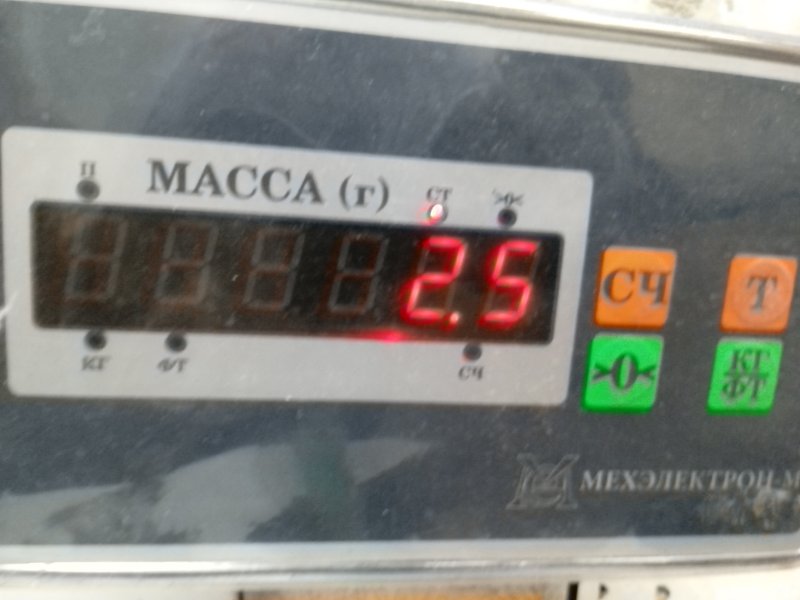 П
МАССА (г)
СТ
>0<
2.5
КГ
ФТ
СЧ
СЧ
Т
>0<
КГ
ФТ
МЕХЭЛЕКТРОН-М